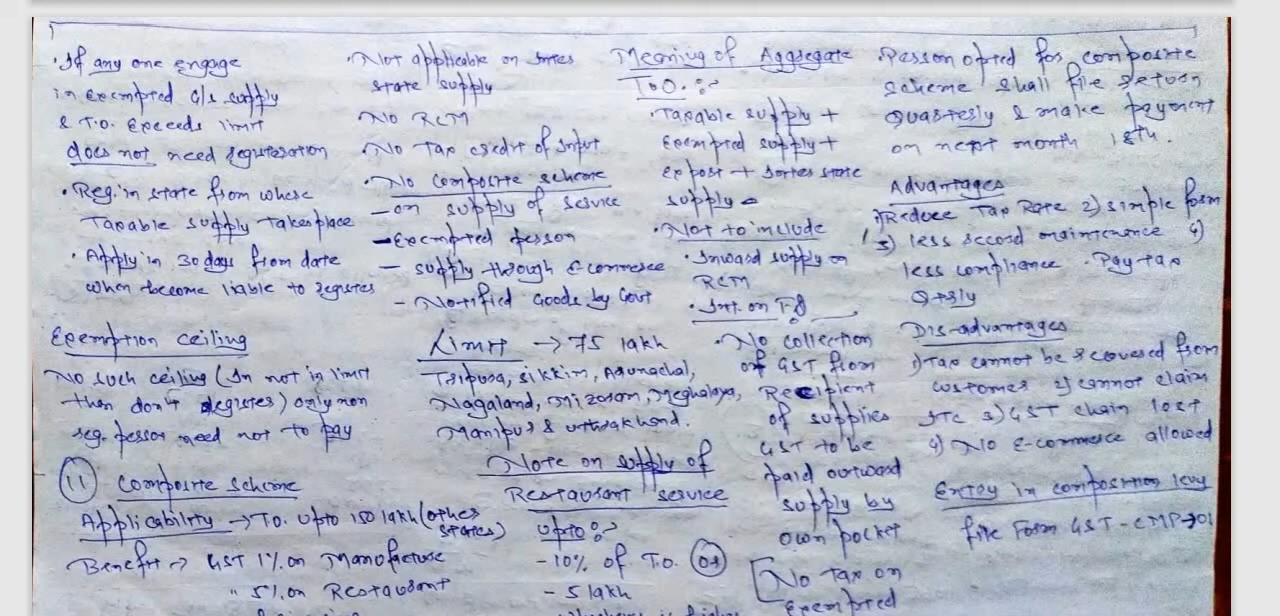 · If any one engage
in exempted G/s supply
& T.O. Exceeds limit
does not need registeration
· Reg. in state from where
Taxable supply takes place
· Apply in 30 days from date
when become liable to register
Exemption ceiling
No such ceiling (In not in limit
then don't register) only non
reg. person need not to pay
(11) Composite Scheme
Applicability → T.O. upto 150 lakh (other
states)
Benefit → GST 1% on Manofacture
" 5% on Restaurant
· Not applicable on Inter
state supply
No RCM
· No Tax credit of Input
· No composite scheme
- on supply of service
- Exempted person
- supply through E-commerce
- Notified Goods by Govt
Limit → 75 lakh
Tripura, Sikkim, Arunachal,
Nagaland, Mizoram, Meghalaya,
Manipur & Uttrakhand.
Note on supply of
Restaurant service
Upto :-
- 10% of T.O. (or)
- 5 lakh
Meaning of Aggregate
T.O. :-
· Taxable supply +
Exempted supply +
export + Inter state
supply
· Not to include
· Inward supply on
RCM
· Int. on FD
· No collection
of GST from
Recipient
of supplies
GST to be
paid outward
supply by
own pocket
[No Tax on
Exempted
· Person opted for composite
scheme shall file return
Quarterly & make payment
on next month 18th.
Advantages
1) Reduce Tax Rate 2) simple form
3) less record maintenance 4)
less compliance · Pay tax
Qtrly
Dis-advantages
1) Tax cannot be recovered from
customer 2) cannot claim
ITC 3) GST chain lost
4) No E-commerce allowed
Entry in composition levy
file Form GST-CMP-01